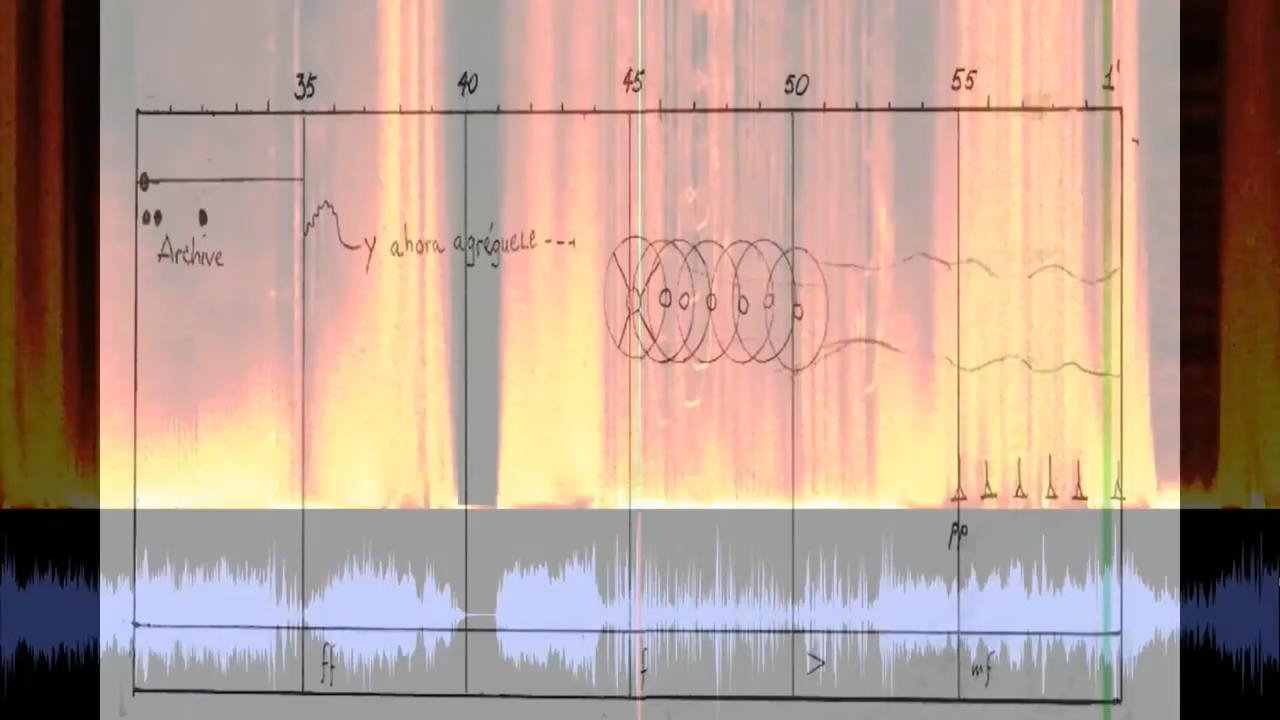 35 40 45 50 55 1'
Archive
y ahora agréguele ---
pp
ff f > mf